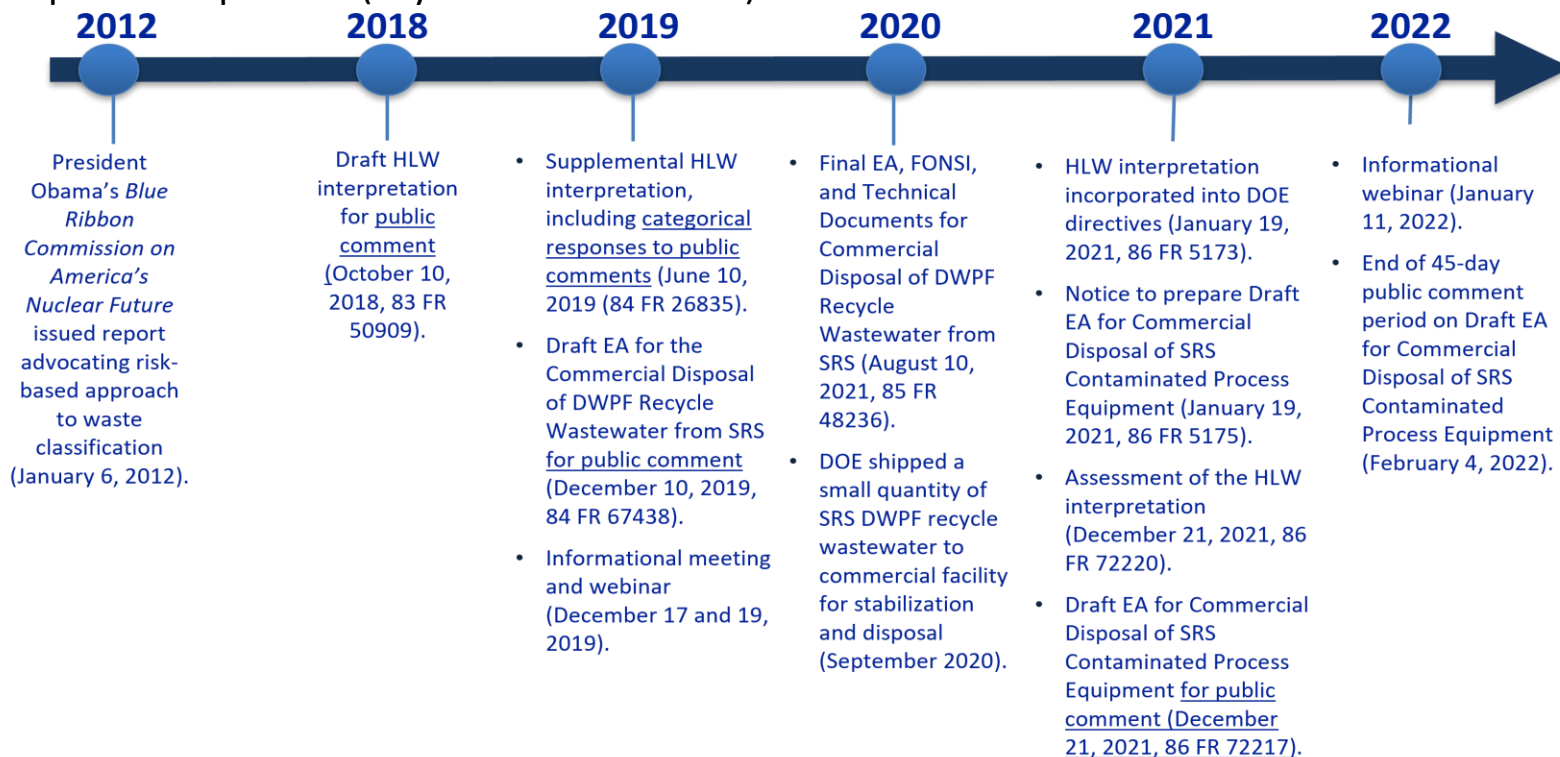 2012
President
Obama's Blue
Ribbon
Commission on
America's
Nuclear Future
issued report
advocating risk-
based approach
to waste
classification
(January 6, 2012).
2018
Draft HLW
interpretation
for public
comment
(October 10,
2018, 83 FR
50909).
2019
• Supplemental HLW
interpretation,
including categorical
responses to public
comments (June 10,
2019 (84 FR 26835).
• Draft EA for the
Commercial Disposal
of DWPF Recycle
Wastewater from SRS
for public comment
(December 10, 2019,
84 FR 67438).
• Informational meeting
and webinar
(December 17 and 19,
2019).
2020
• Final EA, FONSI,
and Technical
Documents for
Commercial
Disposal of DWPF
Recycle
Wastewater from
SRS (August 10,
2021, 85 FR
48236).
• DOE shipped a
small quantity of
SRS DWPF recycle
wastewater to
commercial facility
for stabilization
and disposal
(September 2020).
2021
• HLW interpretation
incorporated into DOE
directives (January 19,
2021, 86 FR 5173).
• Notice to prepare Draft
EA for Commercial
Disposal of SRS
Contaminated Process
Equipment (January 19,
2021, 86 FR 5175).
• Assessment of the HLW
interpretation
(December 21, 2021, 86
FR 72220).
• Draft EA for Commercial
Disposal of SRS
Contaminated Process
Equipment for public
comment (December
21, 2021, 86 FR 72217).
2022
• Informational
webinar (January
11, 2022).
• End of 45-day
public comment
period on Draft EA
for Commercial
Disposal of SRS
Contaminated
Process Equipment
(February 4, 2022).